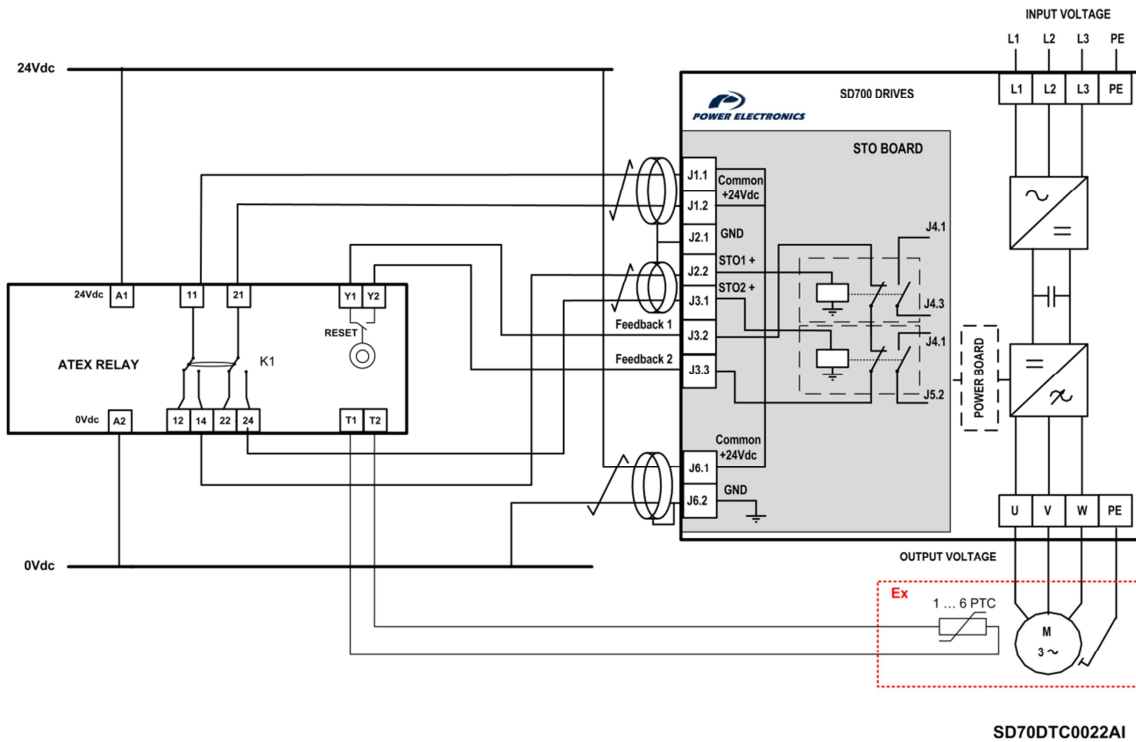 INPUT VOLTAGE
L1 L2 L3 PE
24Vdc
L1 L2 L3 PE
SD700 DRIVES
POWER ELECTRONICS
STO BOARD
J1.1
Common
+24Vdc
J1.2
J2.1 GND
J4.1
J2.2 STO1 +
J3.1 STO2 +
24Vdc A1 11 21 Y1 Y2
J4.3
Feedback 1 J3.2
RESET
J4.1
ATEX RELAY K1
Feedback 2 J3.3
POWER BOARD
J5.2
0Vdc A2 12 14 22 24 T1 T2
Common
+24Vdc
J6.1
GND
J6.2
U V W PE
OUTPUT VOLTAGE
0Vdc
Ex
1 ... 6 PTC
M
3 ~
SD70DTC0022AI